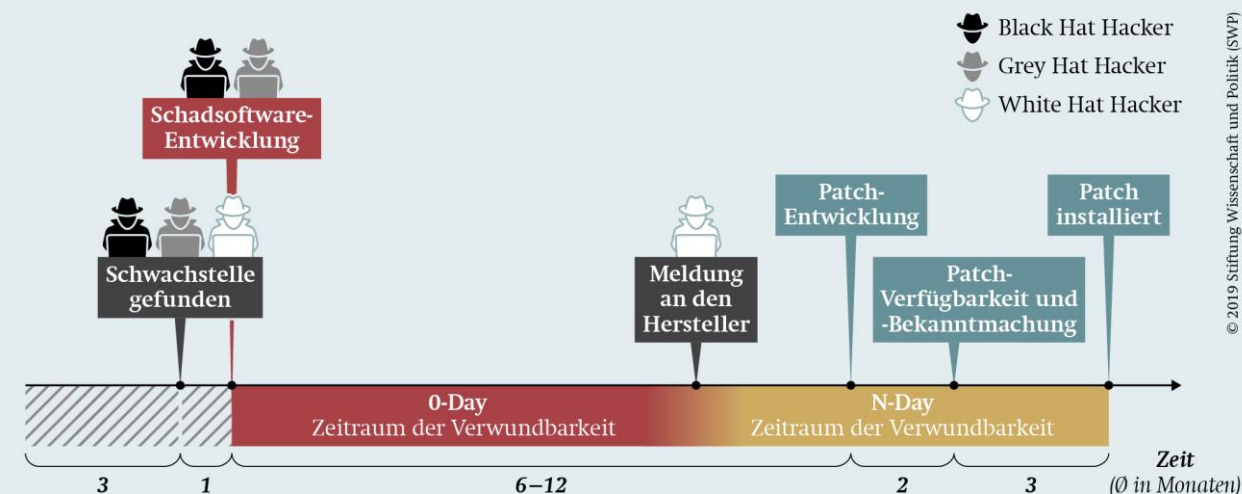 Black Hat Hacker
Grey Hat Hacker
White Hat Hacker
© 2019 Stiftung Wissenschaft und Politik (SWP)
Schadsoftware-
Entwicklung
Schwachstelle
gefunden
Meldung
an den
Hersteller
Patch-
Entwicklung
Patch-
Verfügbarkeit und
-Bekanntmachung
Patch
installiert
0-Day
Zeitraum der Verwundbarkeit
N-Day
Zeitraum der Verwundbarkeit
3
1
6–12
2
3
Zeit
(Ø in Monaten)